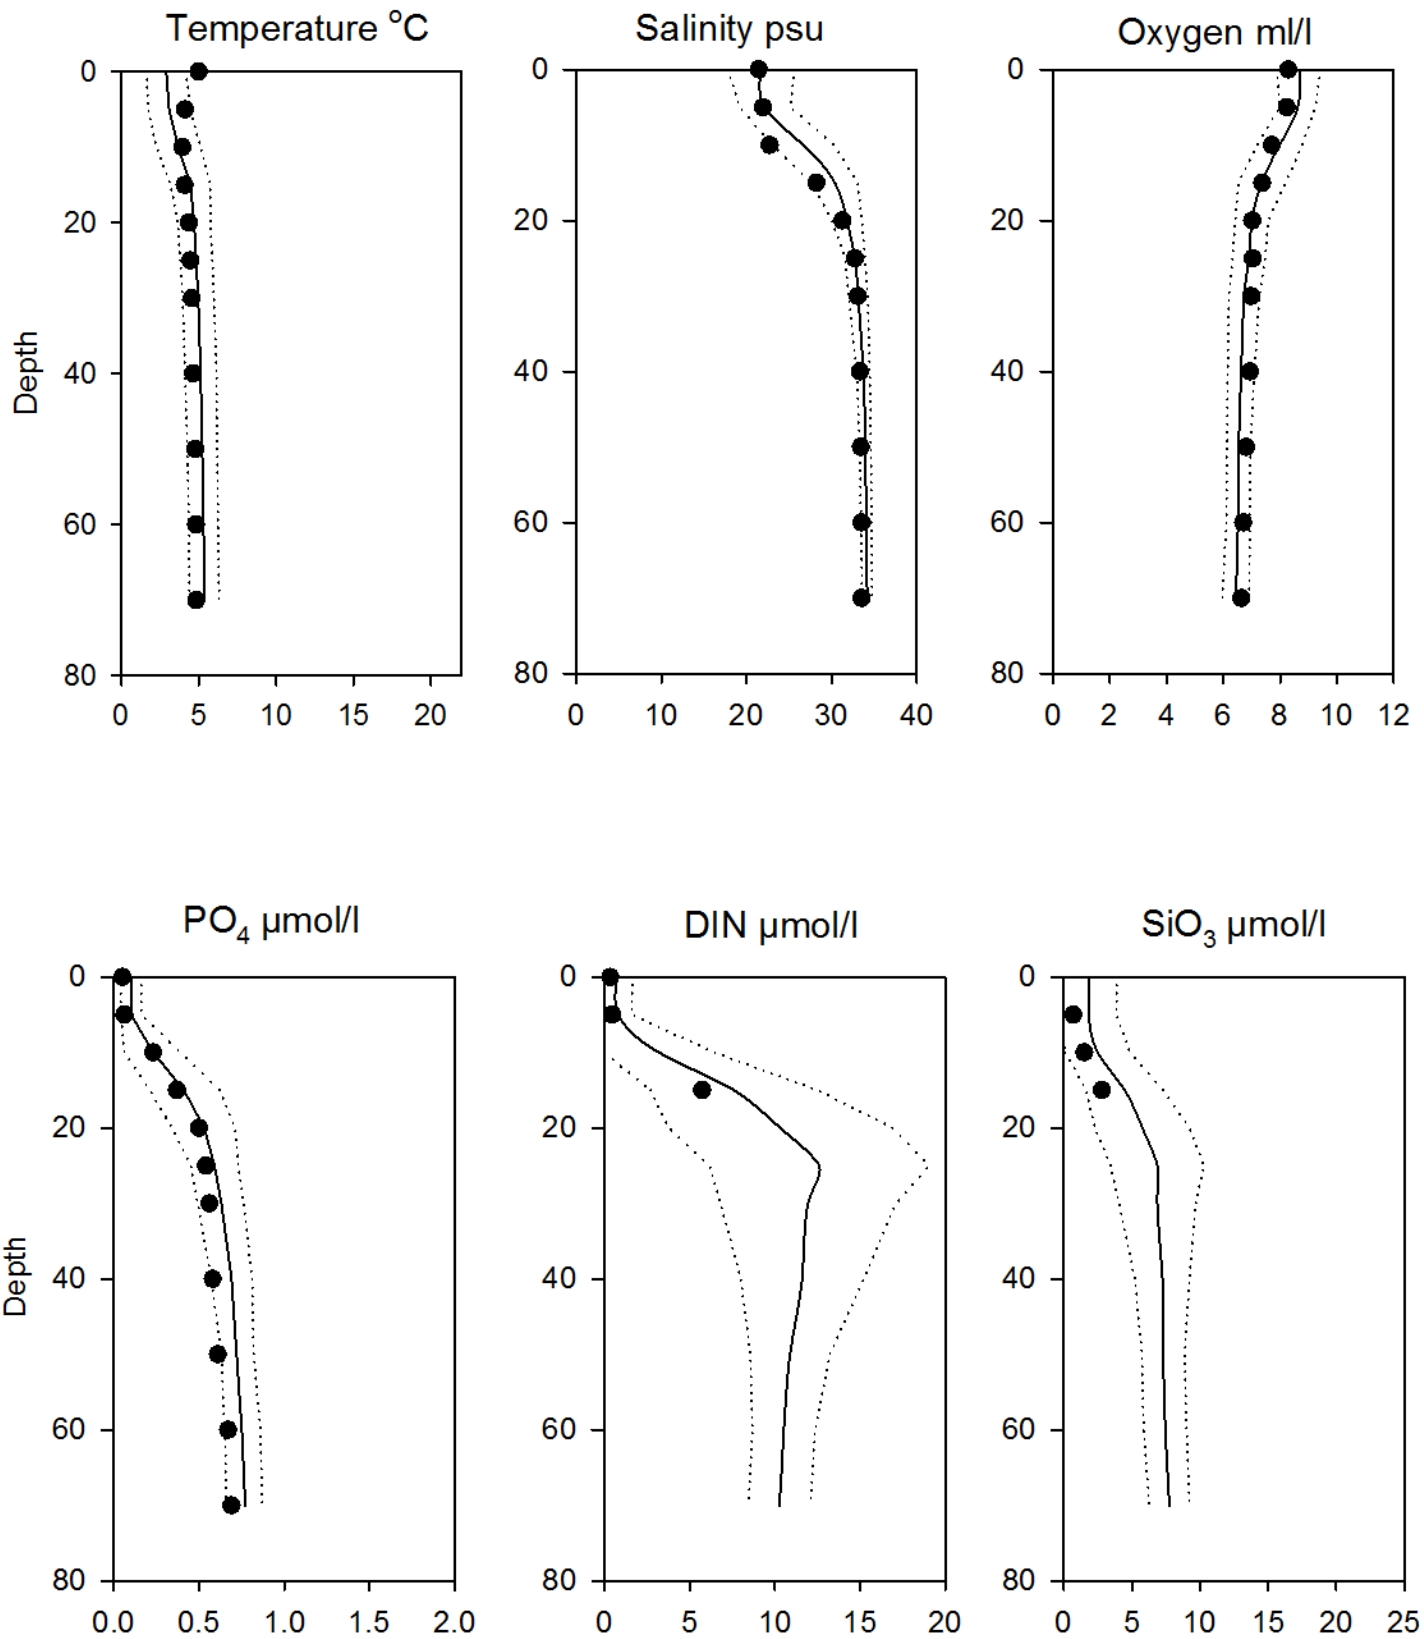 Temperature °C
Salinity psu
Oxygen ml/l
0
20
40
60
80
Depth
0 5 10 15 20
0
20
40
60
80
0 10 20 30 40
0
20
40
60
80
0 2 4 6 8 10 12
PO₄ µmol/l
DIN µmol/l
SiO₃ µmol/l
0
20
40
60
80
Depth
0.0 0.5 1.0 1.5 2.0
0
20
40
60
80
0 5 10 15 20
0
20
40
60
80
0 5 10 15 20 25